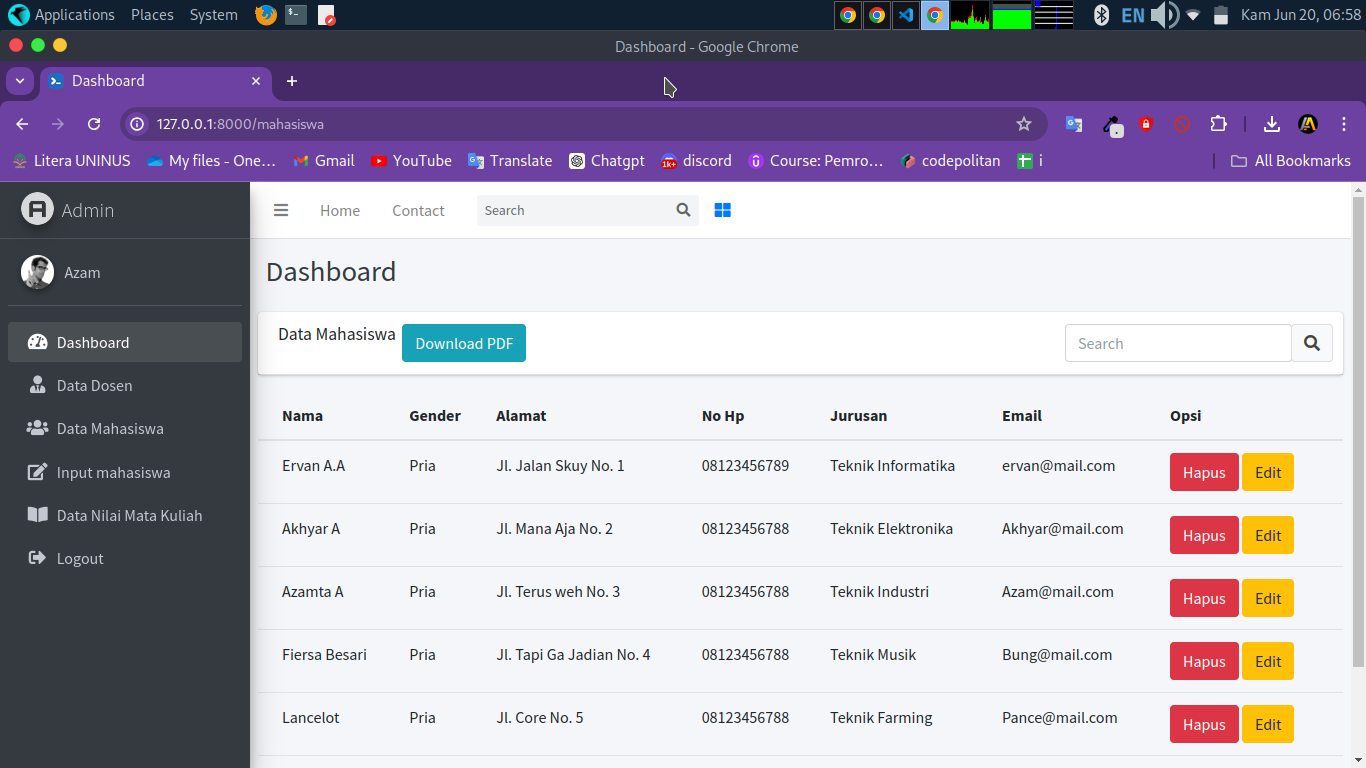 Applications Places System EN Kam Jun 20, 06:58
Dashboard - Google Chrome
Dashboard
127.0.0.1:8000/mahasiswa
Litera UNINUS My files - One… Gmail YouTube Translate Chatgpt 1k+ discord Course: Pemro… codepolitan i All Bookmarks
Admin Home Contact Search
Azam
Dashboard
Data Mahasiswa Download PDF Search
Dashboard
Data Dosen
Data Mahasiswa
Input mahasiswa
Data Nilai Mata Kuliah
Logout
Nama Gender Alamat No Hp Jurusan Email Opsi
Ervan A.A Pria Jl. Jalan Skuy No. 1 08123456789 Teknik Informatika ervan@mail.com Hapus Edit
Akhyar A Pria Jl. Mana Aja No. 2 08123456788 Teknik Elektronika Akhyar@mail.com Hapus Edit
Azamta A Pria Jl. Terus weh No. 3 08123456788 Teknik Industri Azam@mail.com Hapus Edit
Fiersa Besari Pria Jl. Tapi Ga Jadian No. 4 08123456788 Teknik Musik Bung@mail.com Hapus Edit
Lancelot Pria Jl. Core No. 5 08123456788 Teknik Farming Pance@mail.com Hapus Edit